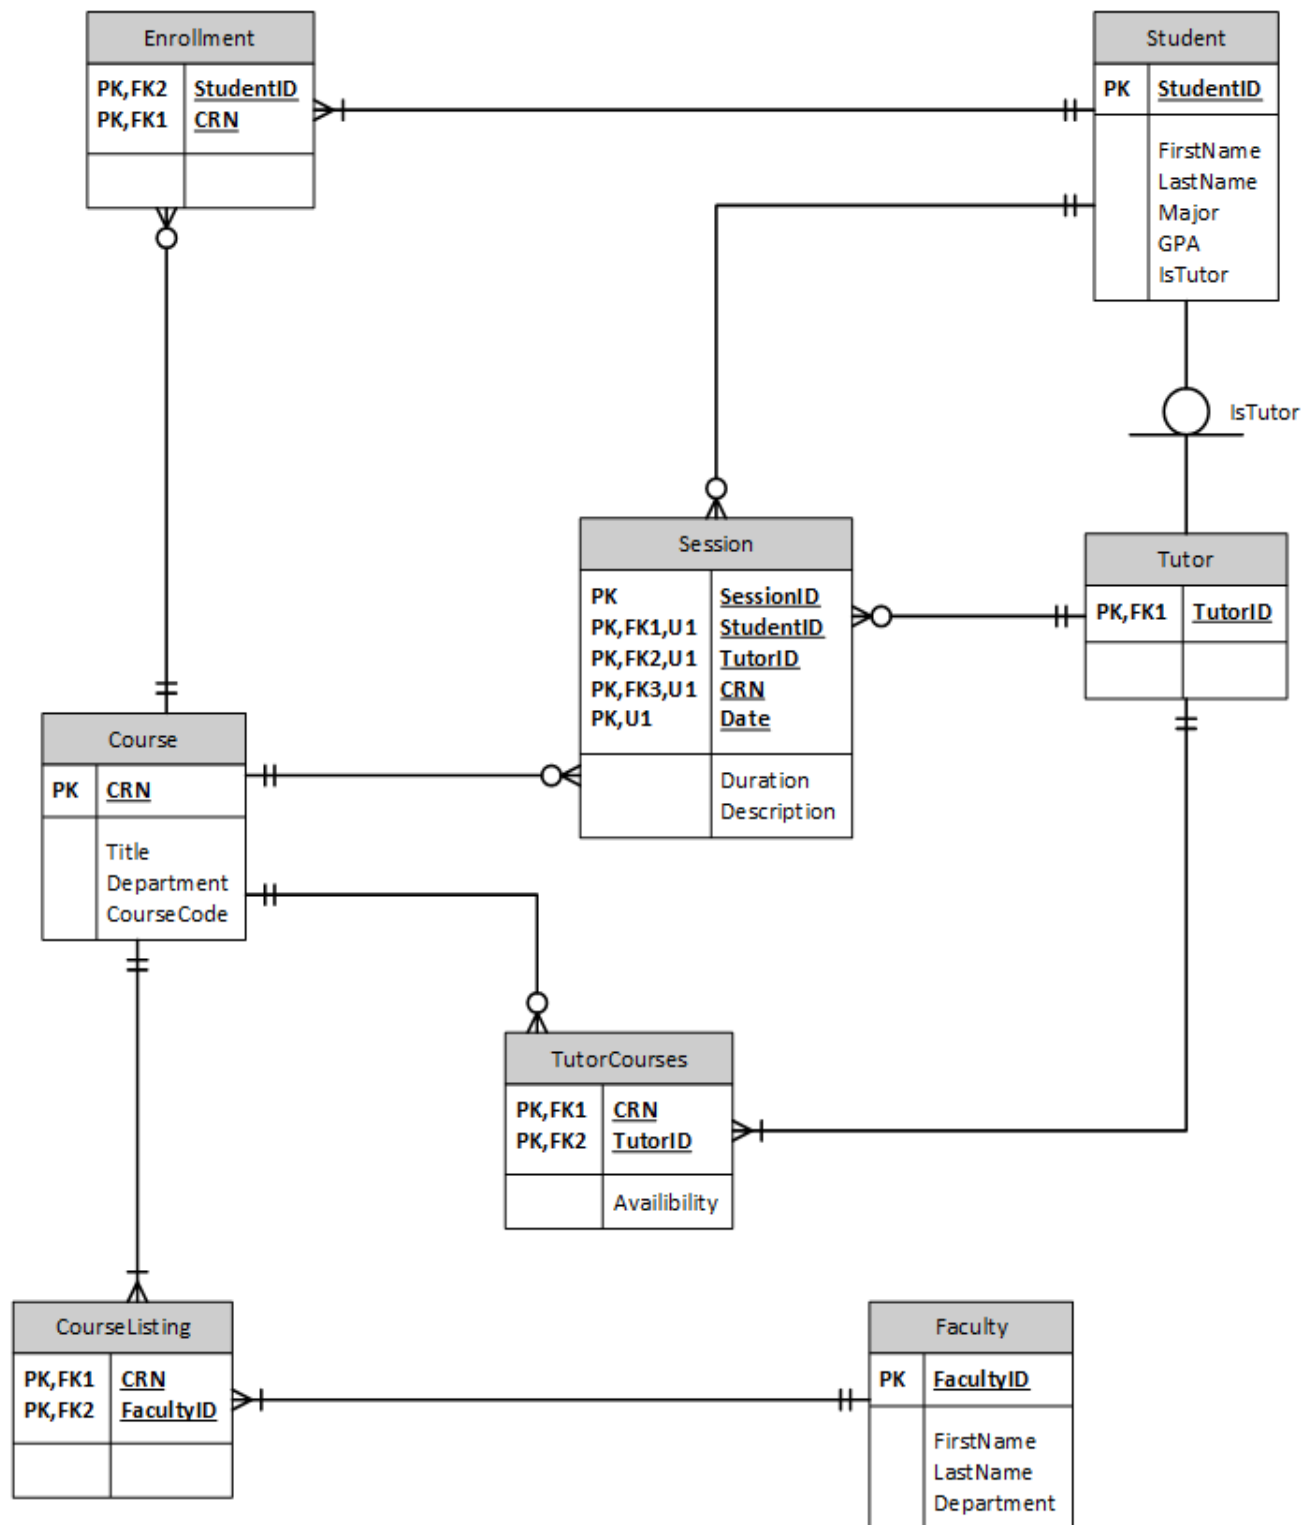 Enrollment
PK,FK2 StudentID
PK,FK1 CRN
Student
PK StudentID
FirstName
LastName
Major
GPA
IsTutor
IsTutor
Session
PK SessionID
PK,FK1,U1 StudentID
PK,FK2,U1 TutorID
PK,FK3,U1 CRN
PK,U1 Date
Duration
Description
Tutor
PK,FK1 TutorID
Course
PK CRN
Title
Department
CourseCode
TutorCourses
PK,FK1 CRN
PK,FK2 TutorID
Availibility
CourseListing
PK,FK1 CRN
PK,FK2 FacultyID
Faculty
PK FacultyID
FirstName
LastName
Department